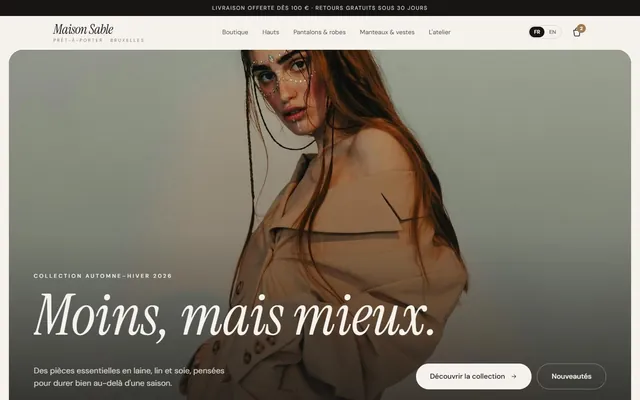 LIVRAISON OFFERTE DÈS 100 € · RETOURS GRATUITS SOUS 30 JOURS
Maison Sable
PRÊT-À-PORTER · BRUXELLES
Boutique
Hauts
Pantalons & robes
Manteaux & vestes
L'atelier
FR
EN
2
COLLECTION AUTOMNE–HIVER 2026
Moins, mais mieux.
Des pièces essentielles en laine, lin et soie, pensées
pour durer bien au-delà d'une saison.
Découvrir la collection →
Nouveautés